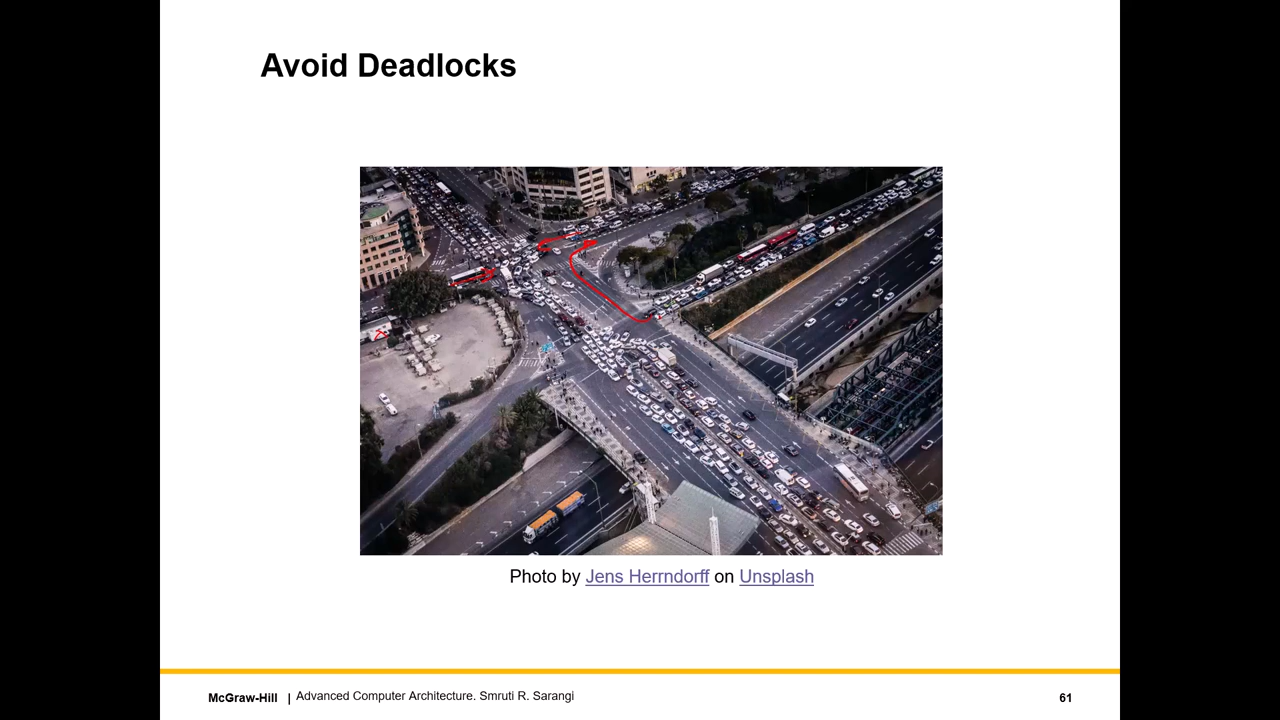 Avoid Deadlocks
Photo by Jens Herrndorff on Unsplash
McGraw-Hill | Advanced Computer Architecture. Smruti R. Sarangi
61